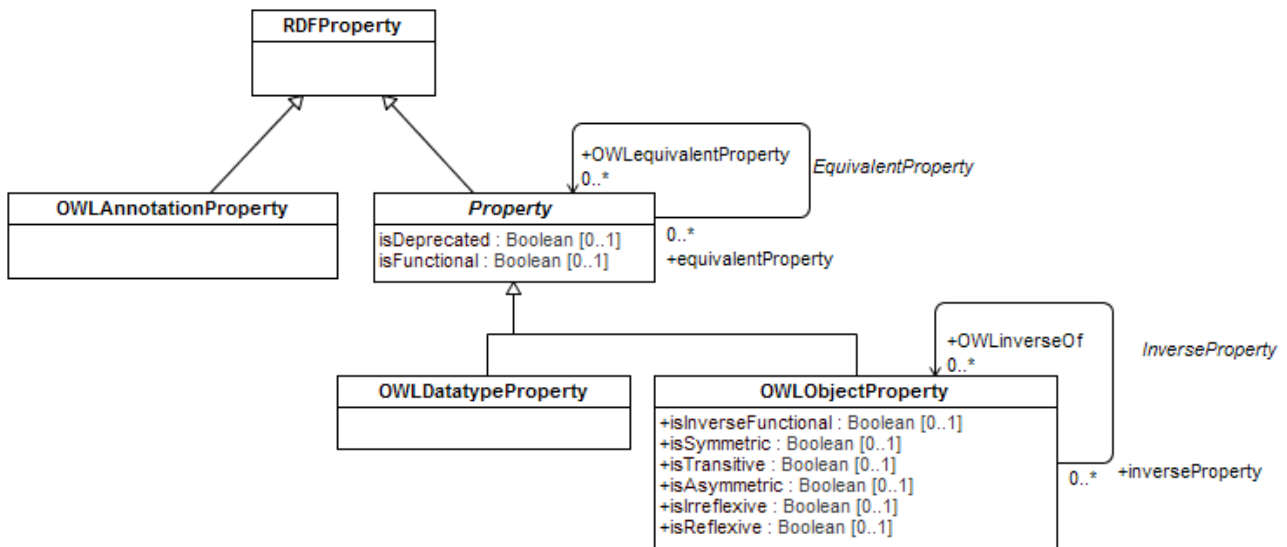 RDFProperty
+OWLequivalentProperty
0..*
EquivalentProperty
OWLAnnotationProperty
Property
isDeprecated : Boolean [0..1]
isFunctional : Boolean [0..1]
0..*
+equivalentProperty
+OWLinverseOf
0..*
InverseProperty
OWLDatatypeProperty
OWLObjectProperty
+isInverseFunctional : Boolean [0..1]
+isSymmetric : Boolean [0..1]
+isTransitive : Boolean [0..1]
+isAsymmetric : Boolean [0..1]
+isIrreflexive : Boolean [0..1]
+isReflexive : Boolean [0..1]
0..*
+inverseProperty